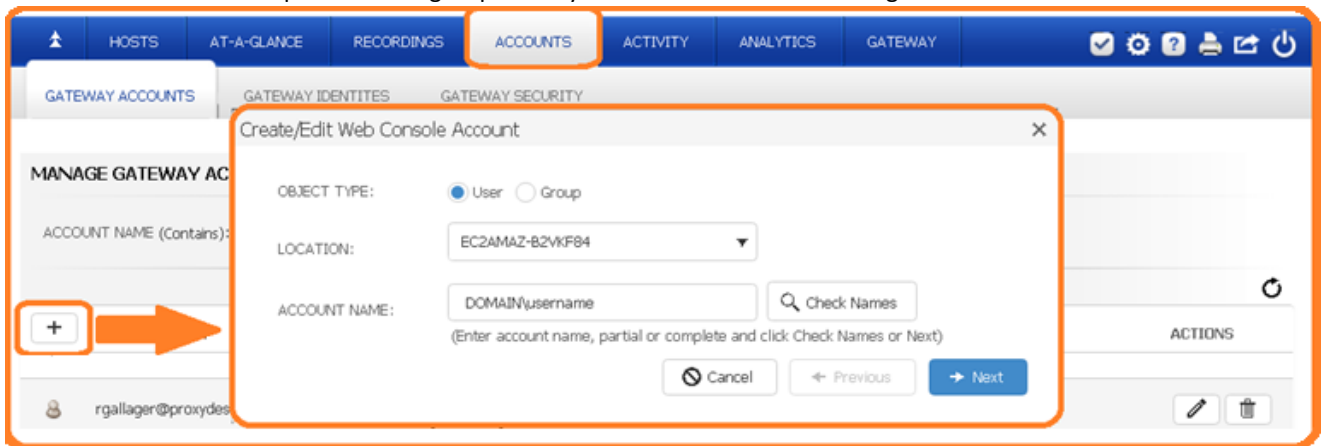 HOSTS AT-A-GLANCE RECORDINGS ACCOUNTS ACTIVITY ANALYTICS GATEWAY
GATEWAY ACCOUNTS GATEWAY IDENTITES GATEWAY SECURITY
Create/Edit Web Console Account
MANAGE GATEWAY AC
OBJECT TYPE: User Group
ACCOUNT NAME (Contains):
LOCATION: EC2AMAZ-B2VKF84
ACCOUNT NAME: DOMAIN\username Check Names
(Enter account name, partial or complete and click Check Names or Next)
+ ACTIONS
Cancel Previous Next
rgallager@proxydes